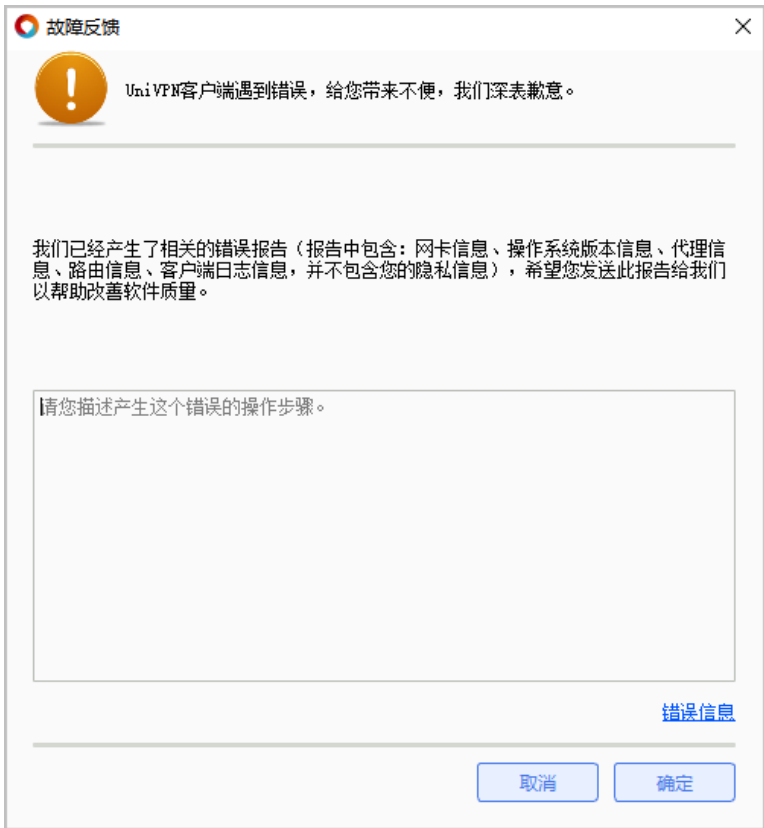 故障反馈
UniVPN客户端遇到错误，给您带来不便，我们深表歉意。
我们已经产生了相关的错误报告（报告中包含：网卡信息、操作系统版本信息、代理信
息、路由信息、客户端日志信息，并不包含您的隐私信息），希望您发送此报告给我们
以帮助改善软件质量。
请您描述产生这个错误的操作步骤。
错误信息
取消
确定